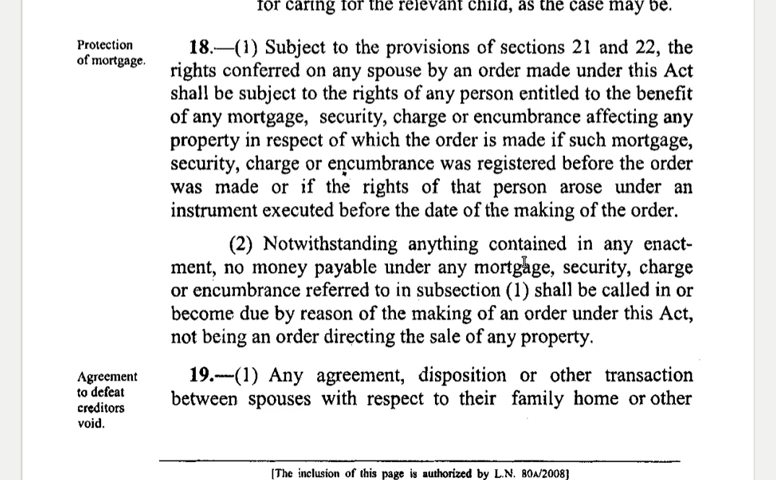 for caring for the relevant child, as the case may be.
Protection
of mortgage.
18.—(1) Subject to the provisions of sections 21 and 22, the
rights conferred on any spouse by an order made under this Act
shall be subject to the rights of any person entitled to the benefit
of any mortgage, security, charge or encumbrance affecting any
property in respect of which the order is made if such mortgage,
security, charge or encumbrance was registered before the order
was made or if the rights of that person arose under an
instrument executed before the date of the making of the order.
(2) Notwithstanding anything contained in any enact-
ment, no money payable under any mortgage, security, charge
or encumbrance referred to in subsection (1) shall be called in or
become due by reason of the making of an order under this Act,
not being an order directing the sale of any property.
Agreement
to defeat
creditors
void.
19.—(1) Any agreement, disposition or other transaction
between spouses with respect to their family home or other
[The inclusion of this page is authorized by L.N. 80A/2008]